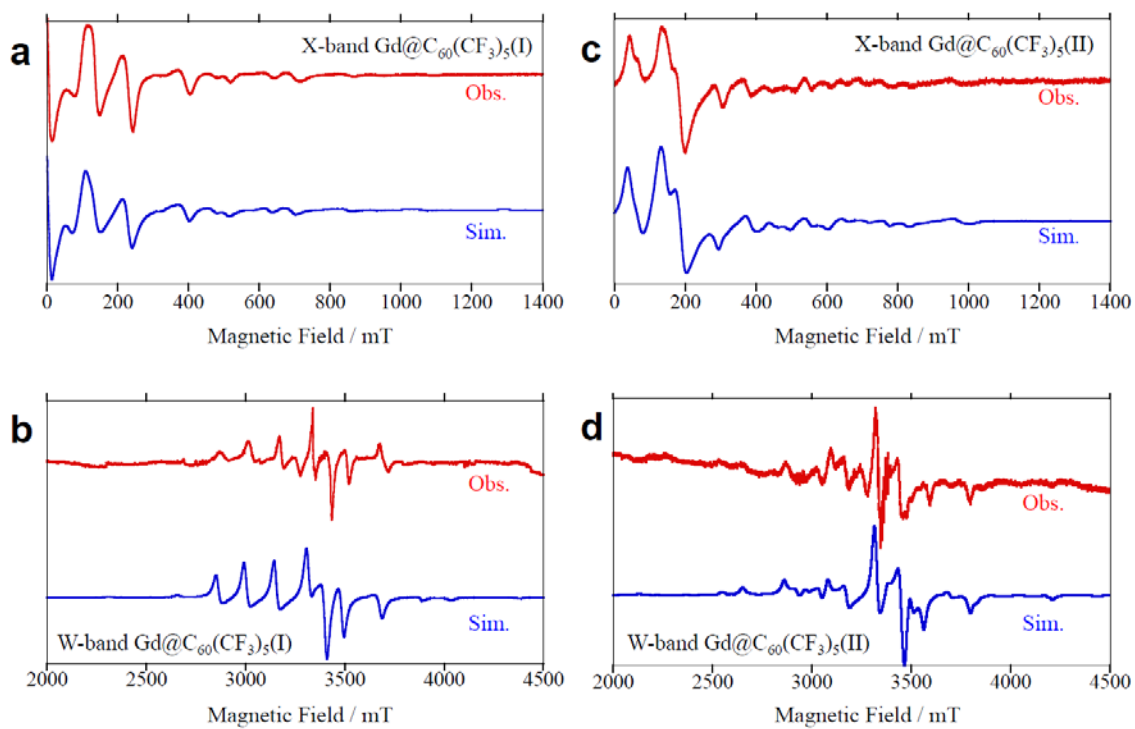 a
X-band Gd@C₆₀(CF₃)₅(I)
Obs.
Sim.
0 200 400 600 800 1000 1200 1400
Magnetic Field / mT
c
X-band Gd@C₆₀(CF₃)₅(II)
Obs.
Sim.
0 200 400 600 800 1000 1200 1400
Magnetic Field / mT
b
Obs.
Sim.
W-band Gd@C₆₀(CF₃)₅(I)
2000 2500 3000 3500 4000 4500
Magnetic Field / mT
d
Obs.
Sim.
W-band Gd@C₆₀(CF₃)₅(II)
2000 2500 3000 3500 4000 4500
Magnetic Field / mT